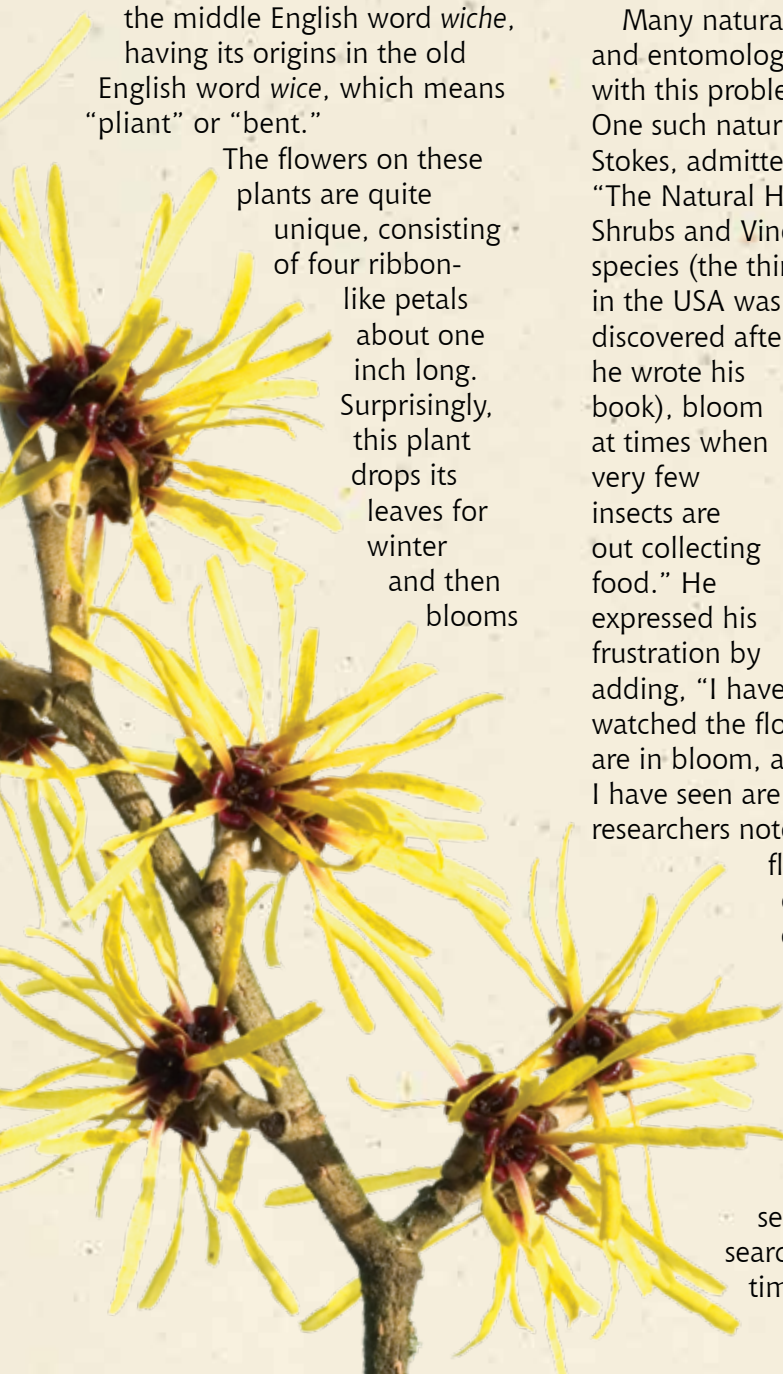 the middle English word wiche,
having its origins in the old
English word wice, which means
“pliant” or “bent.”
The flowers on these
plants are quite
unique, consisting
of four ribbon-
like petals
about one
inch long.
Surprisingly,
this plant
drops its
leaves for
winter
and then
blooms
Many natura
and entomolog
with this proble
One such natur
Stokes, admitte
“The Natural H
Shrubs and Vin
species (the thi
in the USA was
discovered afte
he wrote his
book), bloom
at times when
very few
insects are
out collecting
food.” He
expressed his
frustration by
adding, “I have
watched the flo
are in bloom, a
I have seen are
researchers not
fl
se
searc
tim